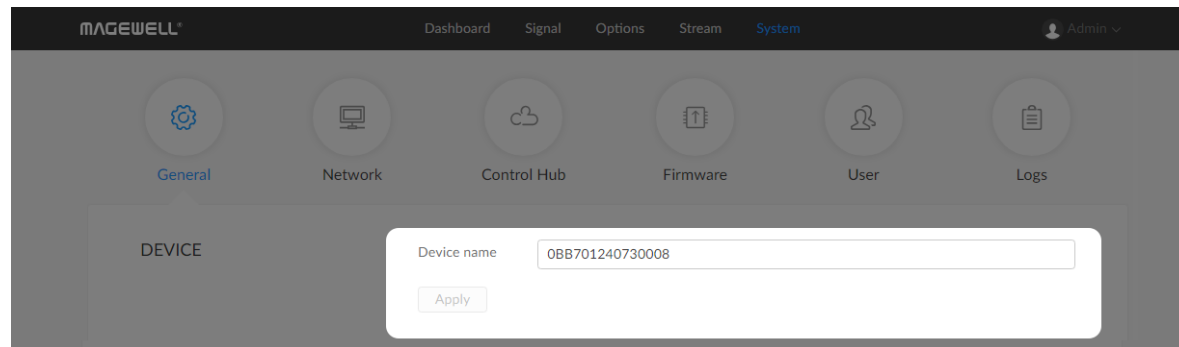 MAGEWELL®
Dashboard Signal Options Stream System Admin
General Network Control Hub Firmware User Logs
DEVICE
Device name 0BB701240730008
Apply